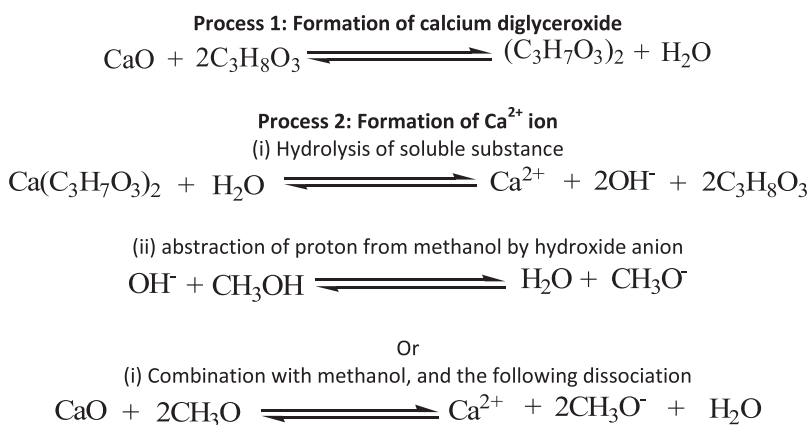 Process 1: Formation of calcium diglyceroxide
CaO + 2C₃H₈O₃ ⇌ (C₃H₇O₃)₂ + H₂O
Process 2: Formation of Ca²⁺ ion
(i) Hydrolysis of soluble substance
Ca(C₃H₇O₃)₂ + H₂O ⇌ Ca²⁺ + 2OH⁻ + 2C₃H₈O₃
(ii) abstraction of proton from methanol by hydroxide anion
OH⁻ + CH₃OH ⇌ H₂O + CH₃O⁻
Or
(i) Combination with methanol, and the following dissociation
CaO + 2CH₃O ⇌ Ca²⁺ + 2CH₃O⁻ + H₂O